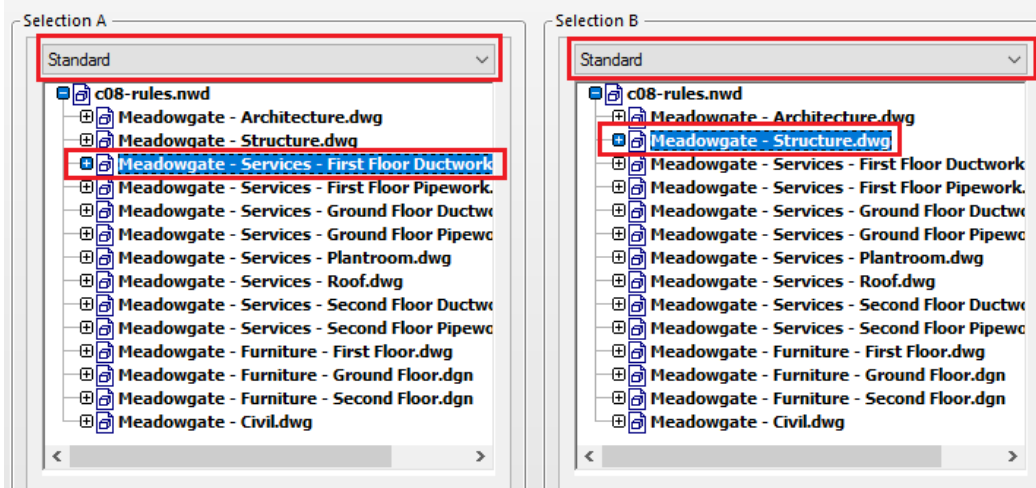 Selection A
Standard
c08-rules.nwd
Meadowgate - Architecture.dwg
Meadowgate - Structure.dwg
Meadowgate - Services - First Floor Ductwork
Meadowgate - Services - First Floor Pipework.
Meadowgate - Services - Ground Floor Ductwo
Meadowgate - Services - Ground Floor Pipewo
Meadowgate - Services - Plantroom.dwg
Meadowgate - Services - Roof.dwg
Meadowgate - Services - Second Floor Ductwo
Meadowgate - Services - Second Floor Pipewo
Meadowgate - Furniture - First Floor.dwg
Meadowgate - Furniture - Ground Floor.dgn
Meadowgate - Furniture - Second Floor.dgn
Meadowgate - Civil.dwg
Selection B
Standard
c08-rules.nwd
Meadowgate - Architecture.dwg
Meadowgate - Structure.dwg
Meadowgate - Services - First Floor Ductwork
Meadowgate - Services - First Floor Pipework.
Meadowgate - Services - Ground Floor Ductwo
Meadowgate - Services - Ground Floor Pipewo
Meadowgate - Services - Plantroom.dwg
Meadowgate - Services - Roof.dwg
Meadowgate - Services - Second Floor Ductwo
Meadowgate - Services - Second Floor Pipewo
Meadowgate - Furniture - First Floor.dwg
Meadowgate - Furniture - Ground Floor.dgn
Meadowgate - Furniture - Second Floor.dgn
Meadowgate - Civil.dwg